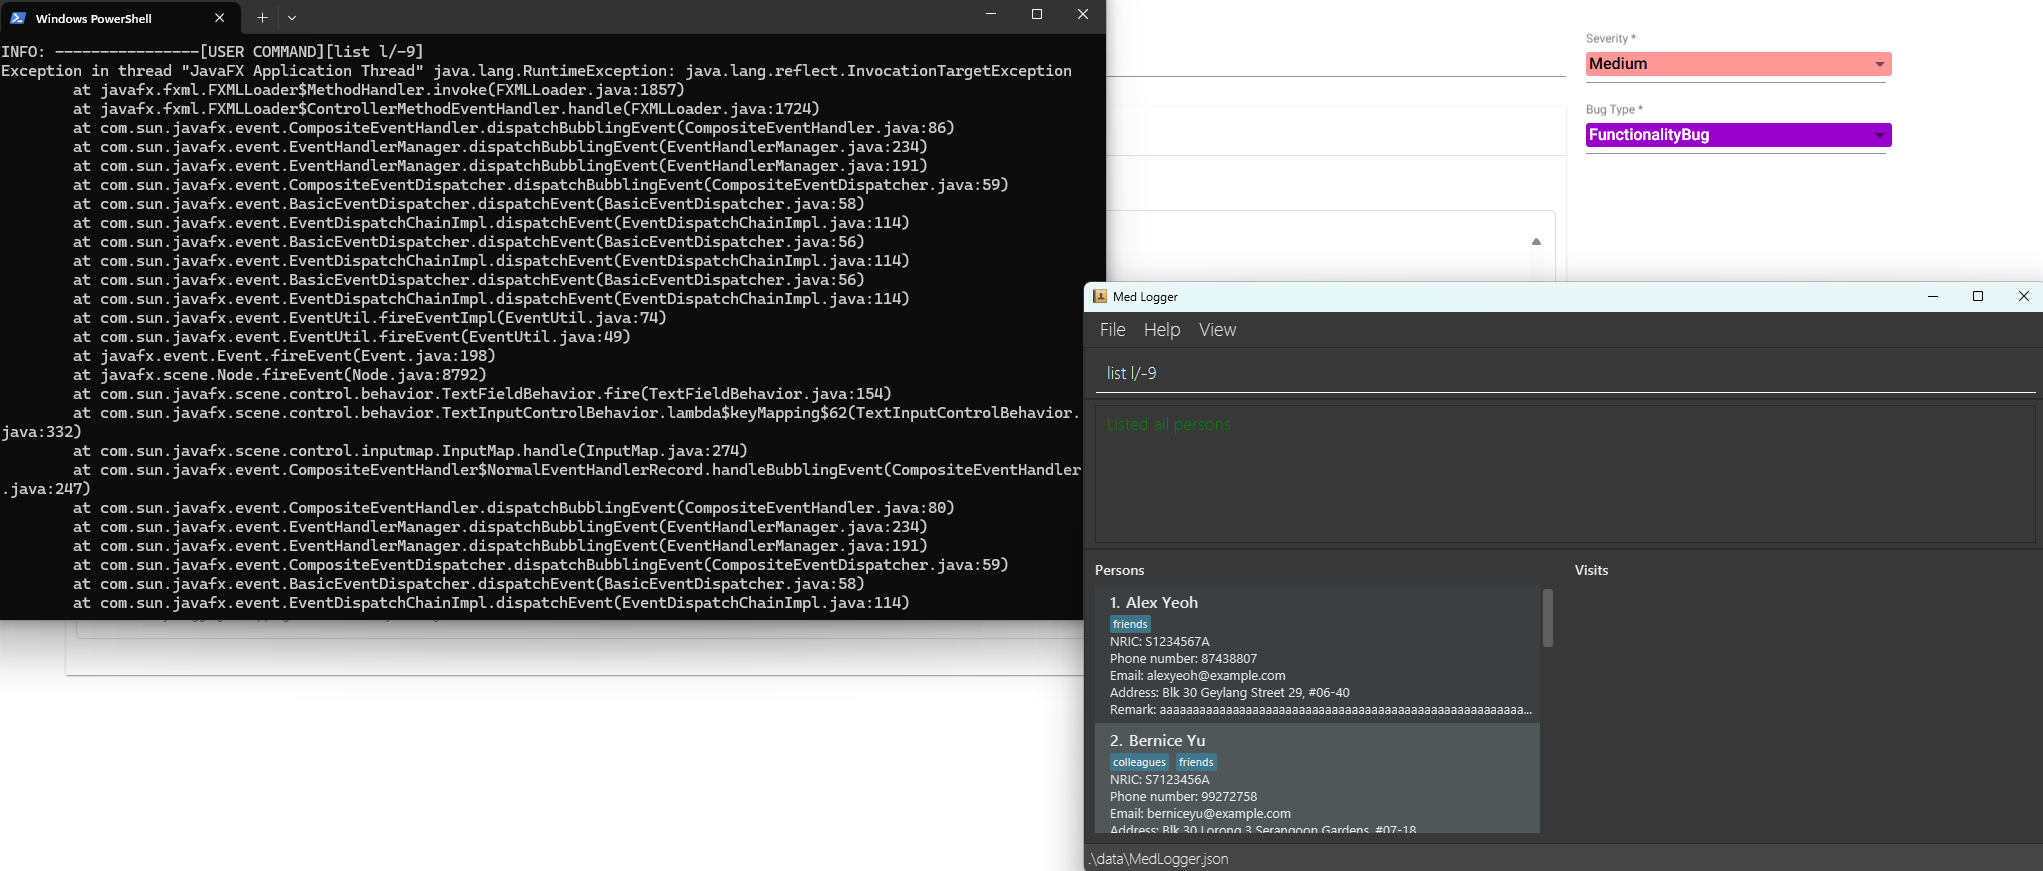 Windows PowerShell
INFO: ----------------[USER COMMAND][list l/-9]
Exception in thread "JavaFX Application Thread" java.lang.RuntimeException: java.lang.reflect.InvocationTargetException
at javafx.fxml.FXMLLoader$MethodHandler.invoke(FXMLLoader.java:1857)
at javafx.fxml.FXMLLoader$ControllerMethodEventHandler.handle(FXMLLoader.java:1724)
at com.sun.javafx.event.CompositeEventHandler.dispatchBubblingEvent(CompositeEventHandler.java:86)
at com.sun.javafx.event.EventHandlerManager.dispatchBubblingEvent(EventHandlerManager.java:234)
at com.sun.javafx.event.EventHandlerManager.dispatchBubblingEvent(EventHandlerManager.java:191)
at com.sun.javafx.event.CompositeEventDispatcher.dispatchBubblingEvent(CompositeEventDispatcher.java:59)
at com.sun.javafx.event.BasicEventDispatcher.dispatchEvent(BasicEventDispatcher.java:58)
at com.sun.javafx.event.EventDispatchChainImpl.dispatchEvent(EventDispatchChainImpl.java:114)
at com.sun.javafx.event.BasicEventDispatcher.dispatchEvent(BasicEventDispatcher.java:56)
at com.sun.javafx.event.EventDispatchChainImpl.dispatchEvent(EventDispatchChainImpl.java:114)
at com.sun.javafx.event.BasicEventDispatcher.dispatchEvent(BasicEventDispatcher.java:56)
at com.sun.javafx.event.EventDispatchChainImpl.dispatchEvent(EventDispatchChainImpl.java:114)
at com.sun.javafx.event.EventUtil.fireEventImpl(EventUtil.java:74)
at com.sun.javafx.event.EventUtil.fireEvent(EventUtil.java:49)
at javafx.event.Event.fireEvent(Event.java:198)
at javafx.scene.Node.fireEvent(Node.java:8792)
at com.sun.javafx.scene.control.behavior.TextFieldBehavior.fire(TextFieldBehavior.java:154)
at com.sun.javafx.scene.control.behavior.TextInputControlBehavior.lambda$keyMapping$62(TextInputControlBehavior.
java:332)
at com.sun.javafx.scene.control.inputmap.InputMap.handle(InputMap.java:274)
at com.sun.javafx.event.CompositeEventHandler$NormalEventHandlerRecord.handleBubblingEvent(CompositeEventHandler
.java:247)
at com.sun.javafx.event.CompositeEventHandler.dispatchBubblingEvent(CompositeEventHandler.java:80)
at com.sun.javafx.event.EventHandlerManager.dispatchBubblingEvent(EventHandlerManager.java:234)
at com.sun.javafx.event.EventHandlerManager.dispatchBubblingEvent(EventHandlerManager.java:191)
at com.sun.javafx.event.CompositeEventDispatcher.dispatchBubblingEvent(CompositeEventDispatcher.java:59)
at com.sun.javafx.event.BasicEventDispatcher.dispatchEvent(BasicEventDispatcher.java:58)
at com.sun.javafx.event.EventDispatchChainImpl.dispatchEvent(EventDispatchChainImpl.java:114)
Severity *
Medium
Bug Type *
FunctionalityBug
Med Logger
File Help View
list l/-9
Listed all persons
Persons
Visits
1. Alex Yeoh
friends
NRIC: S1234567A
Phone number: 87438807
Email: alexyeoh@example.com
Address: Blk 30 Geylang Street 29, #06-40
Remark: aaaaaaaaaaaaaaaaaaaaaaaaaaaaaaaaaaaaaaaaaaaaaaaaaaaaaaaa...
2. Bernice Yu
colleagues friends
NRIC: S7123456A
Phone number: 99272758
Email: berniceyu@example.com
Address: Blk 30 Lorong 3 Serangoon Gardens, #07-18
.\data\MedLogger.json